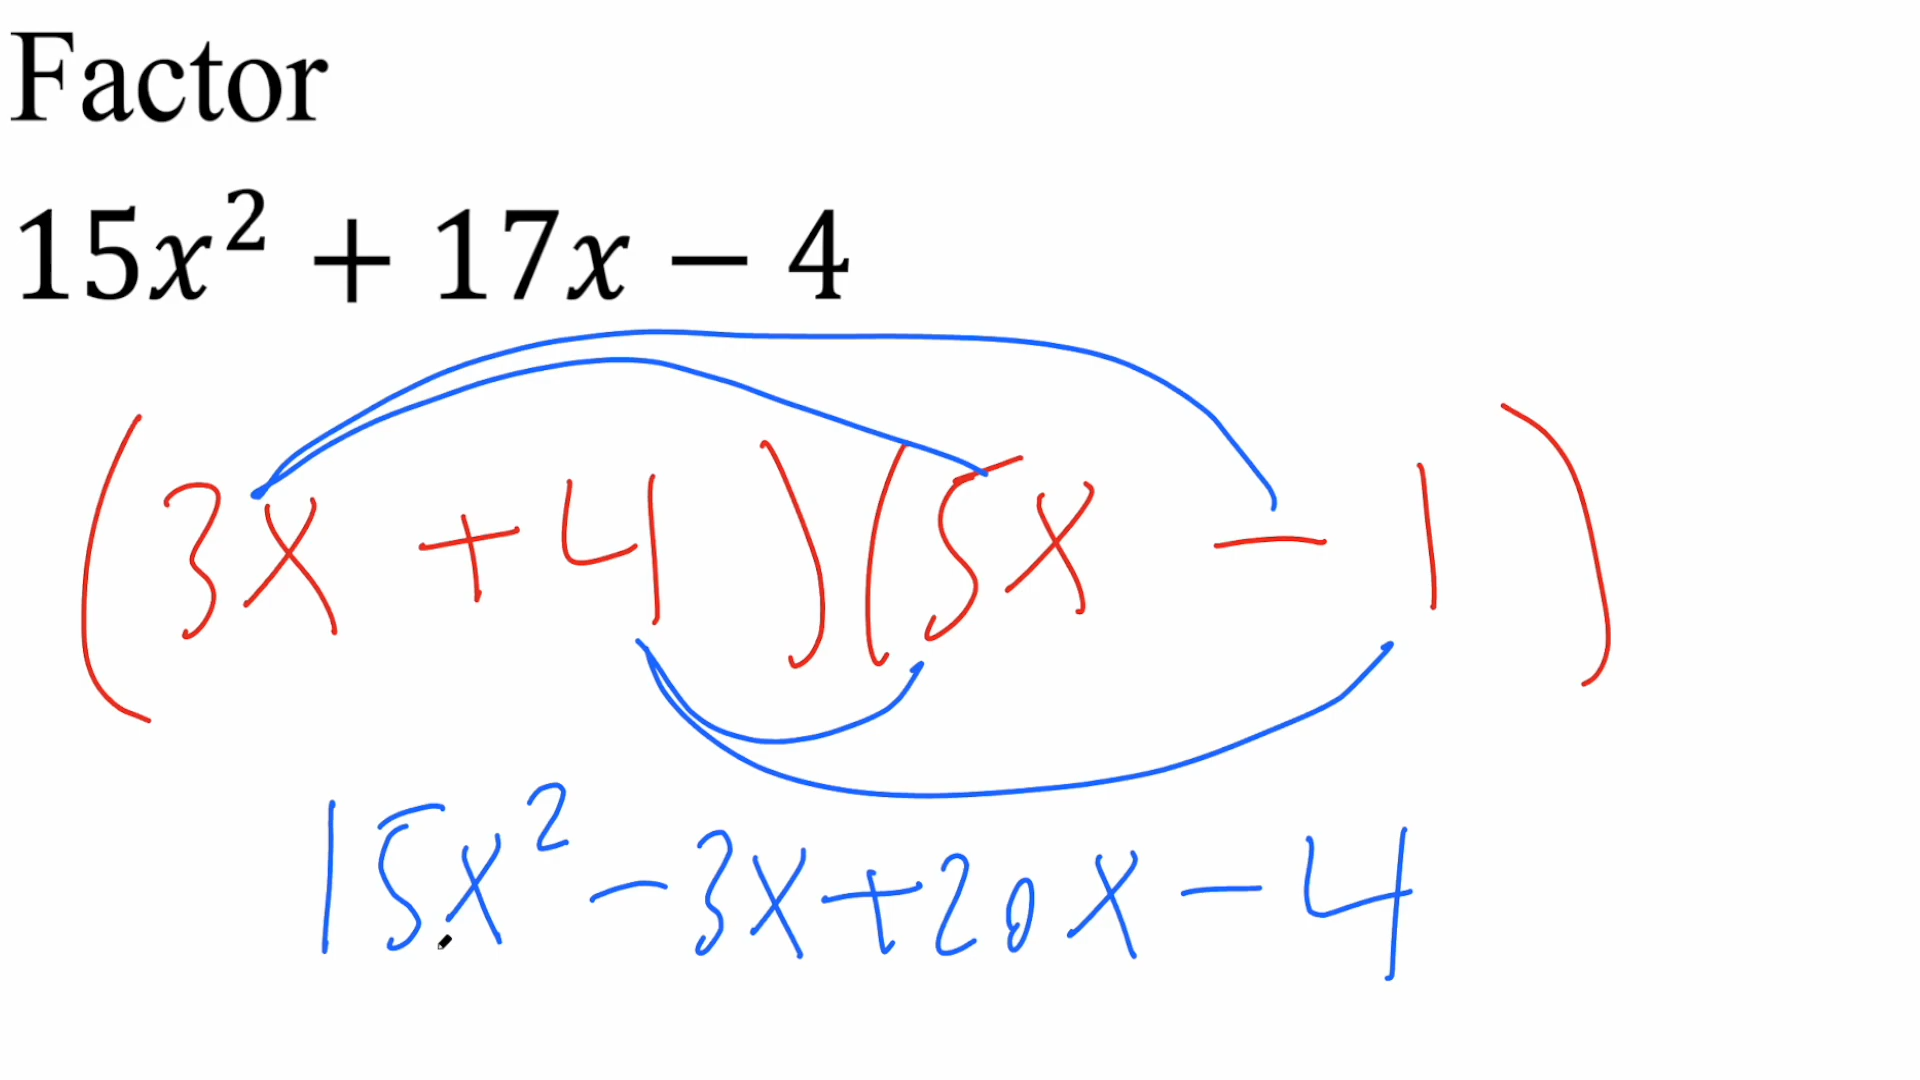 Factor
15x² + 17x − 4
(3x + 4)(5x − 1)
15x² − 3x + 20x − 4